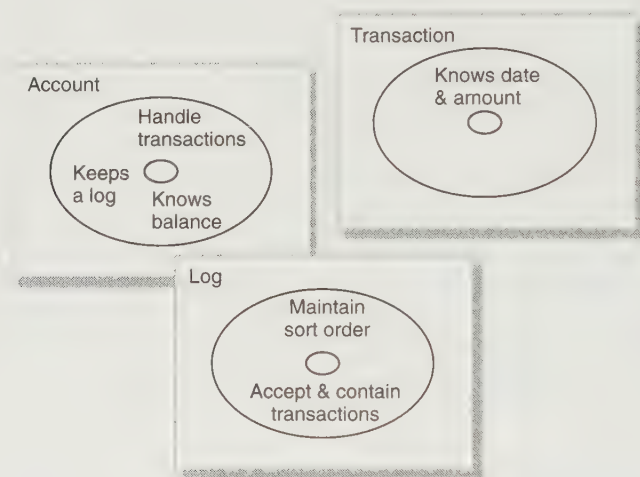 Transaction
Knows date
& amount
Account
Handle
transactions
Keeps
a log
Knows
balance
Log
Maintain
sort order
Accept & contain
transactions